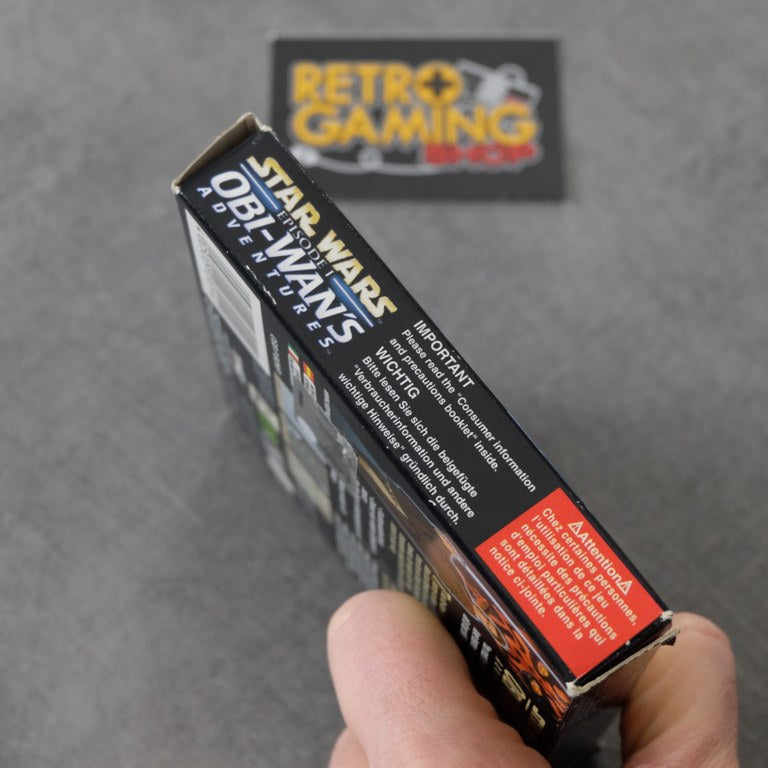 RETRO
GAMING
SHOP
STAR WARS
EPISODE I
OBI-WAN'S
ADVENTURES
IMPORTANT
Please read the "Consumer information
and precautions booklet" inside.
WICHTIG
Bitte lesen Sie sich die beigefügte
"Verbraucherinformation und andere
wichtige Hinweise" gründlich durch.
⚠Attention⚠
Chez certaines personnes,
l'utilisation de ce jeu
nécessite des précautions
d'emploi particulières qui
sont détaillées dans la
notice ci-jointe.